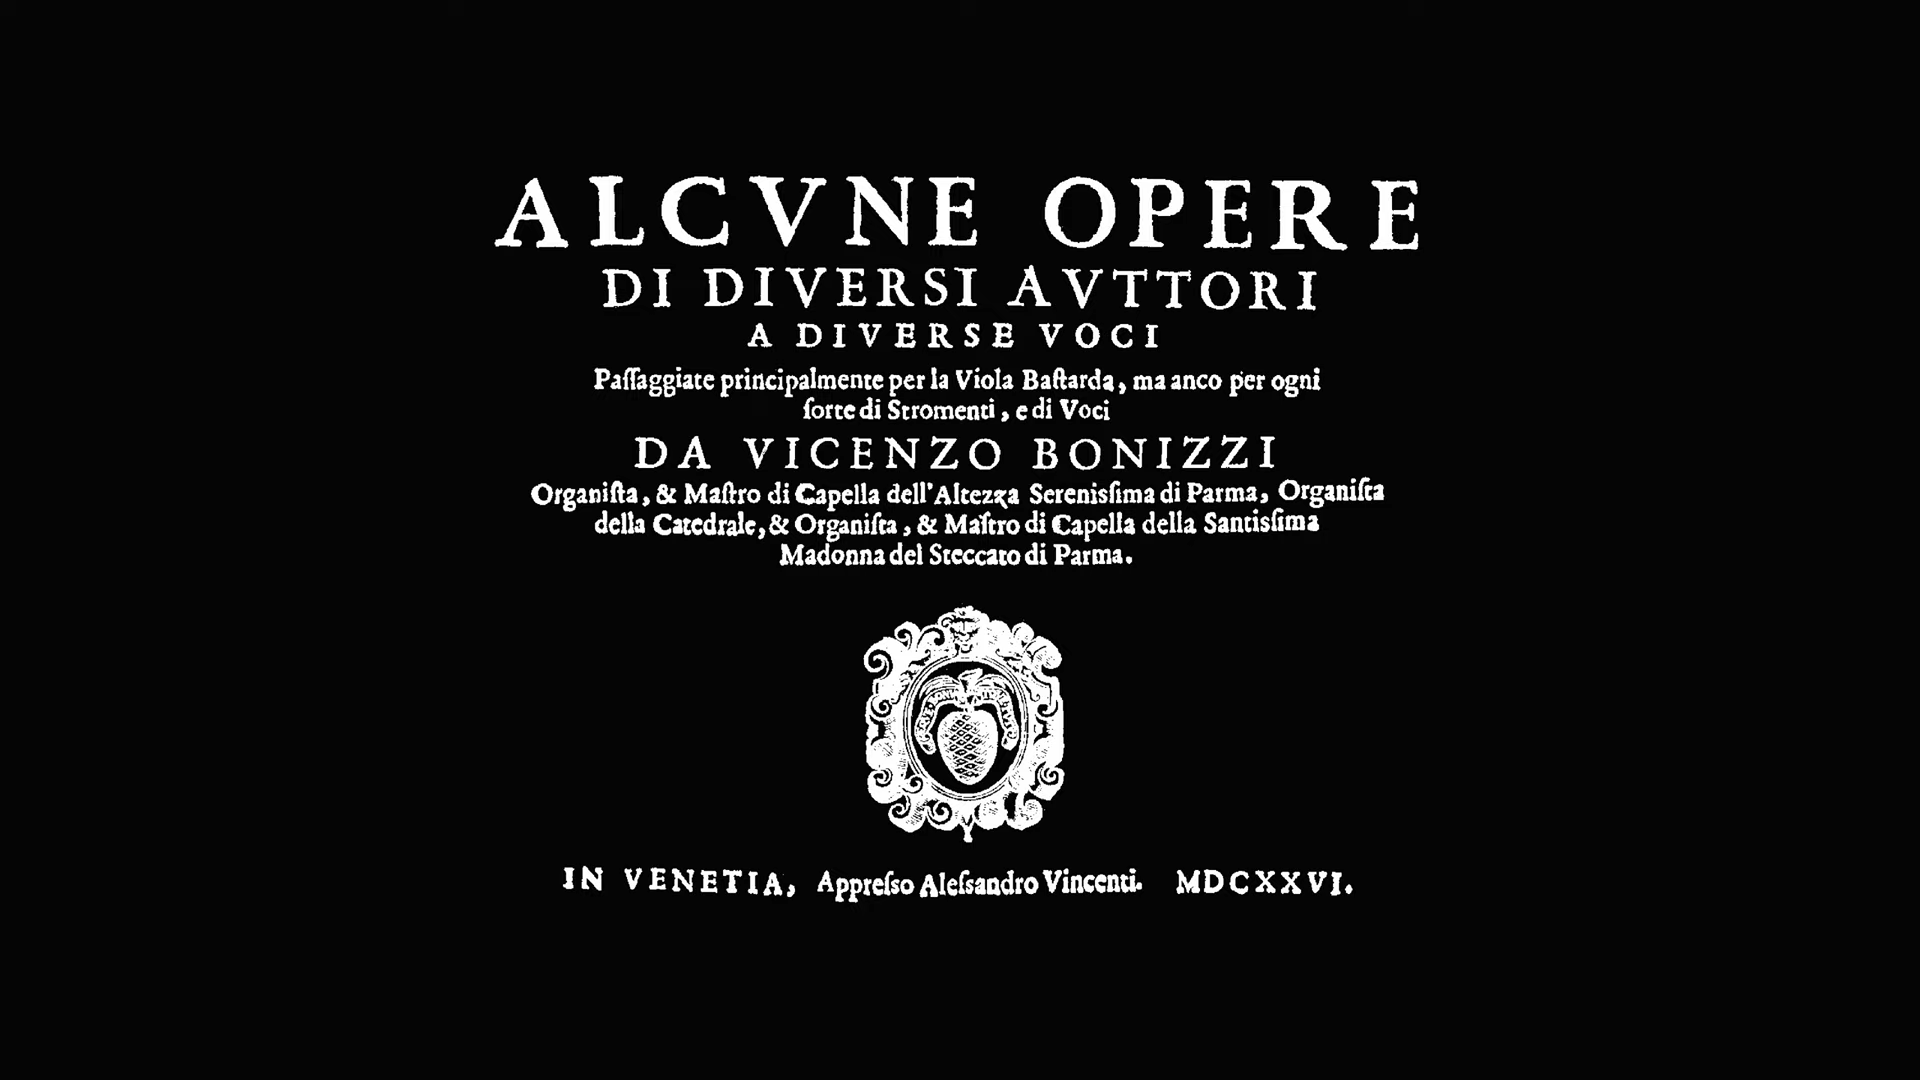 ALCVNE OPERE
DI DIVERSI AVTTORI
A DIVERSE VOCI
Paſſaggiate principalmente per la Viola Baſtarda, ma anco per ogni
ſorte di Stromenti, e di Voci
DA VICENZO BONIZZI
Organiſta, & Maſtro di Capella dell'Altezza Serenisſima di Parma, Organiſta
della Catedrale, & Organiſta, & Maſtro di Capella della Santisſima
Madonna del Steccato di Parma.
IN VENETIA, Appreſso Aleſsandro Vincenti. MDCXXVI.